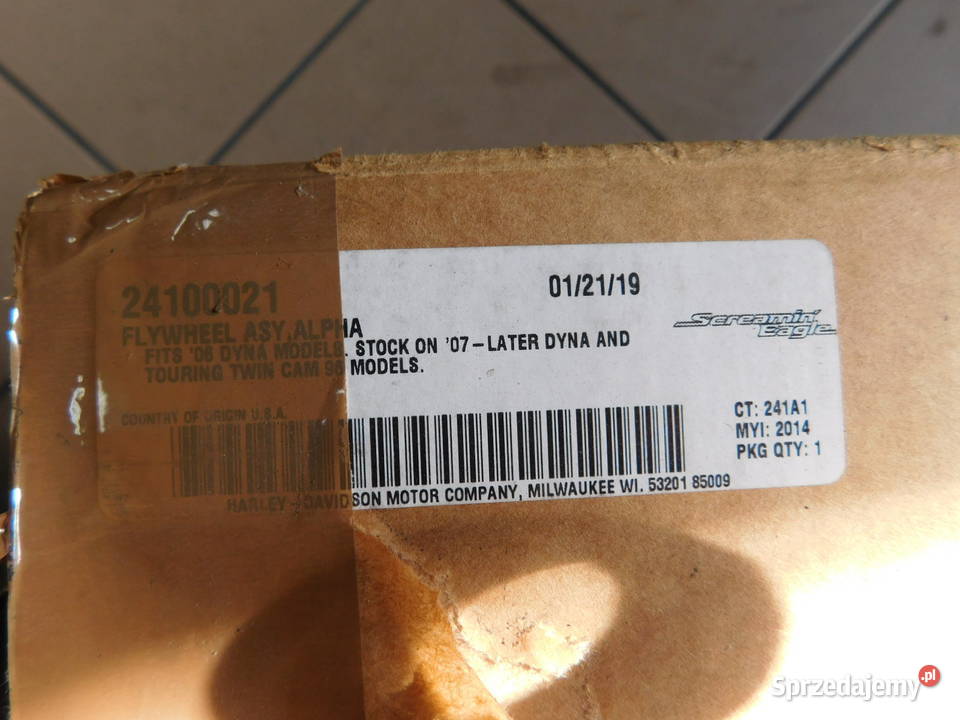 24100021
01/21/19
FLYWHEEL ASY,ALPHA
FITS '06 DYNA MODELS. STOCK ON '07-LATER DYNA AND
TOURING TWIN CAM 96 MODELS.
Screamin' Eagle
COUNTRY OF ORIGIN U.S.A.
CT: 241A1
MYI: 2014
PKG QTY: 1
HARLEY-DAVIDSON MOTOR COMPANY, MILWAUKEE WI. 53201 85009
Sprzedajemy.pl